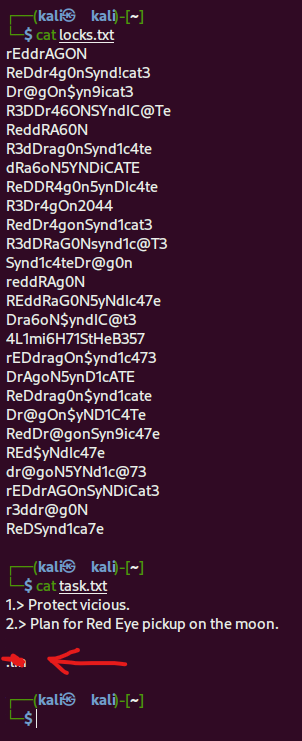 ┌──(kali㉿kali)-[~]
└─$ cat locks.txt
rEddrAGON
ReDdr4g0nSynd!cat3
Dr@gOn$yn9icat3
R3DDr46ONSYndIC@Te
ReddRA60N
R3dDrag0nSynd1c4te
dRa6oN5YNDiCATE
ReDDR4g0n5ynDIc4te
R3Dr4gOn2044
RedDr4gonSynd1cat3
R3dDRaG0Nsynd1c@T3
Synd1c4teDr@g0n
reddRAg0N
REddRaG0N5yNdIc47e
Dra6oN$yndIC@t3
4L1mi6H71StHeB357
rEDdragOn$ynd1c473
DrAgoN5ynD1cATE
ReDdrag0n$ynd1cate
Dr@gOn$yND1C4Te
RedDr@gonSyn9ic47e
REd$yNdIc47e
dr@goN5YNd1c@73
rEDdrAGOnSyNDiCat3
r3ddr@g0N
ReDSynd1ca7e
┌──(kali㉿kali)-[~]
└─$ cat task.txt
1.> Protect vicious.
2.> Plan for Red Eye pickup on the moon.
┌──(kali㉿kali)-[~]
└─$